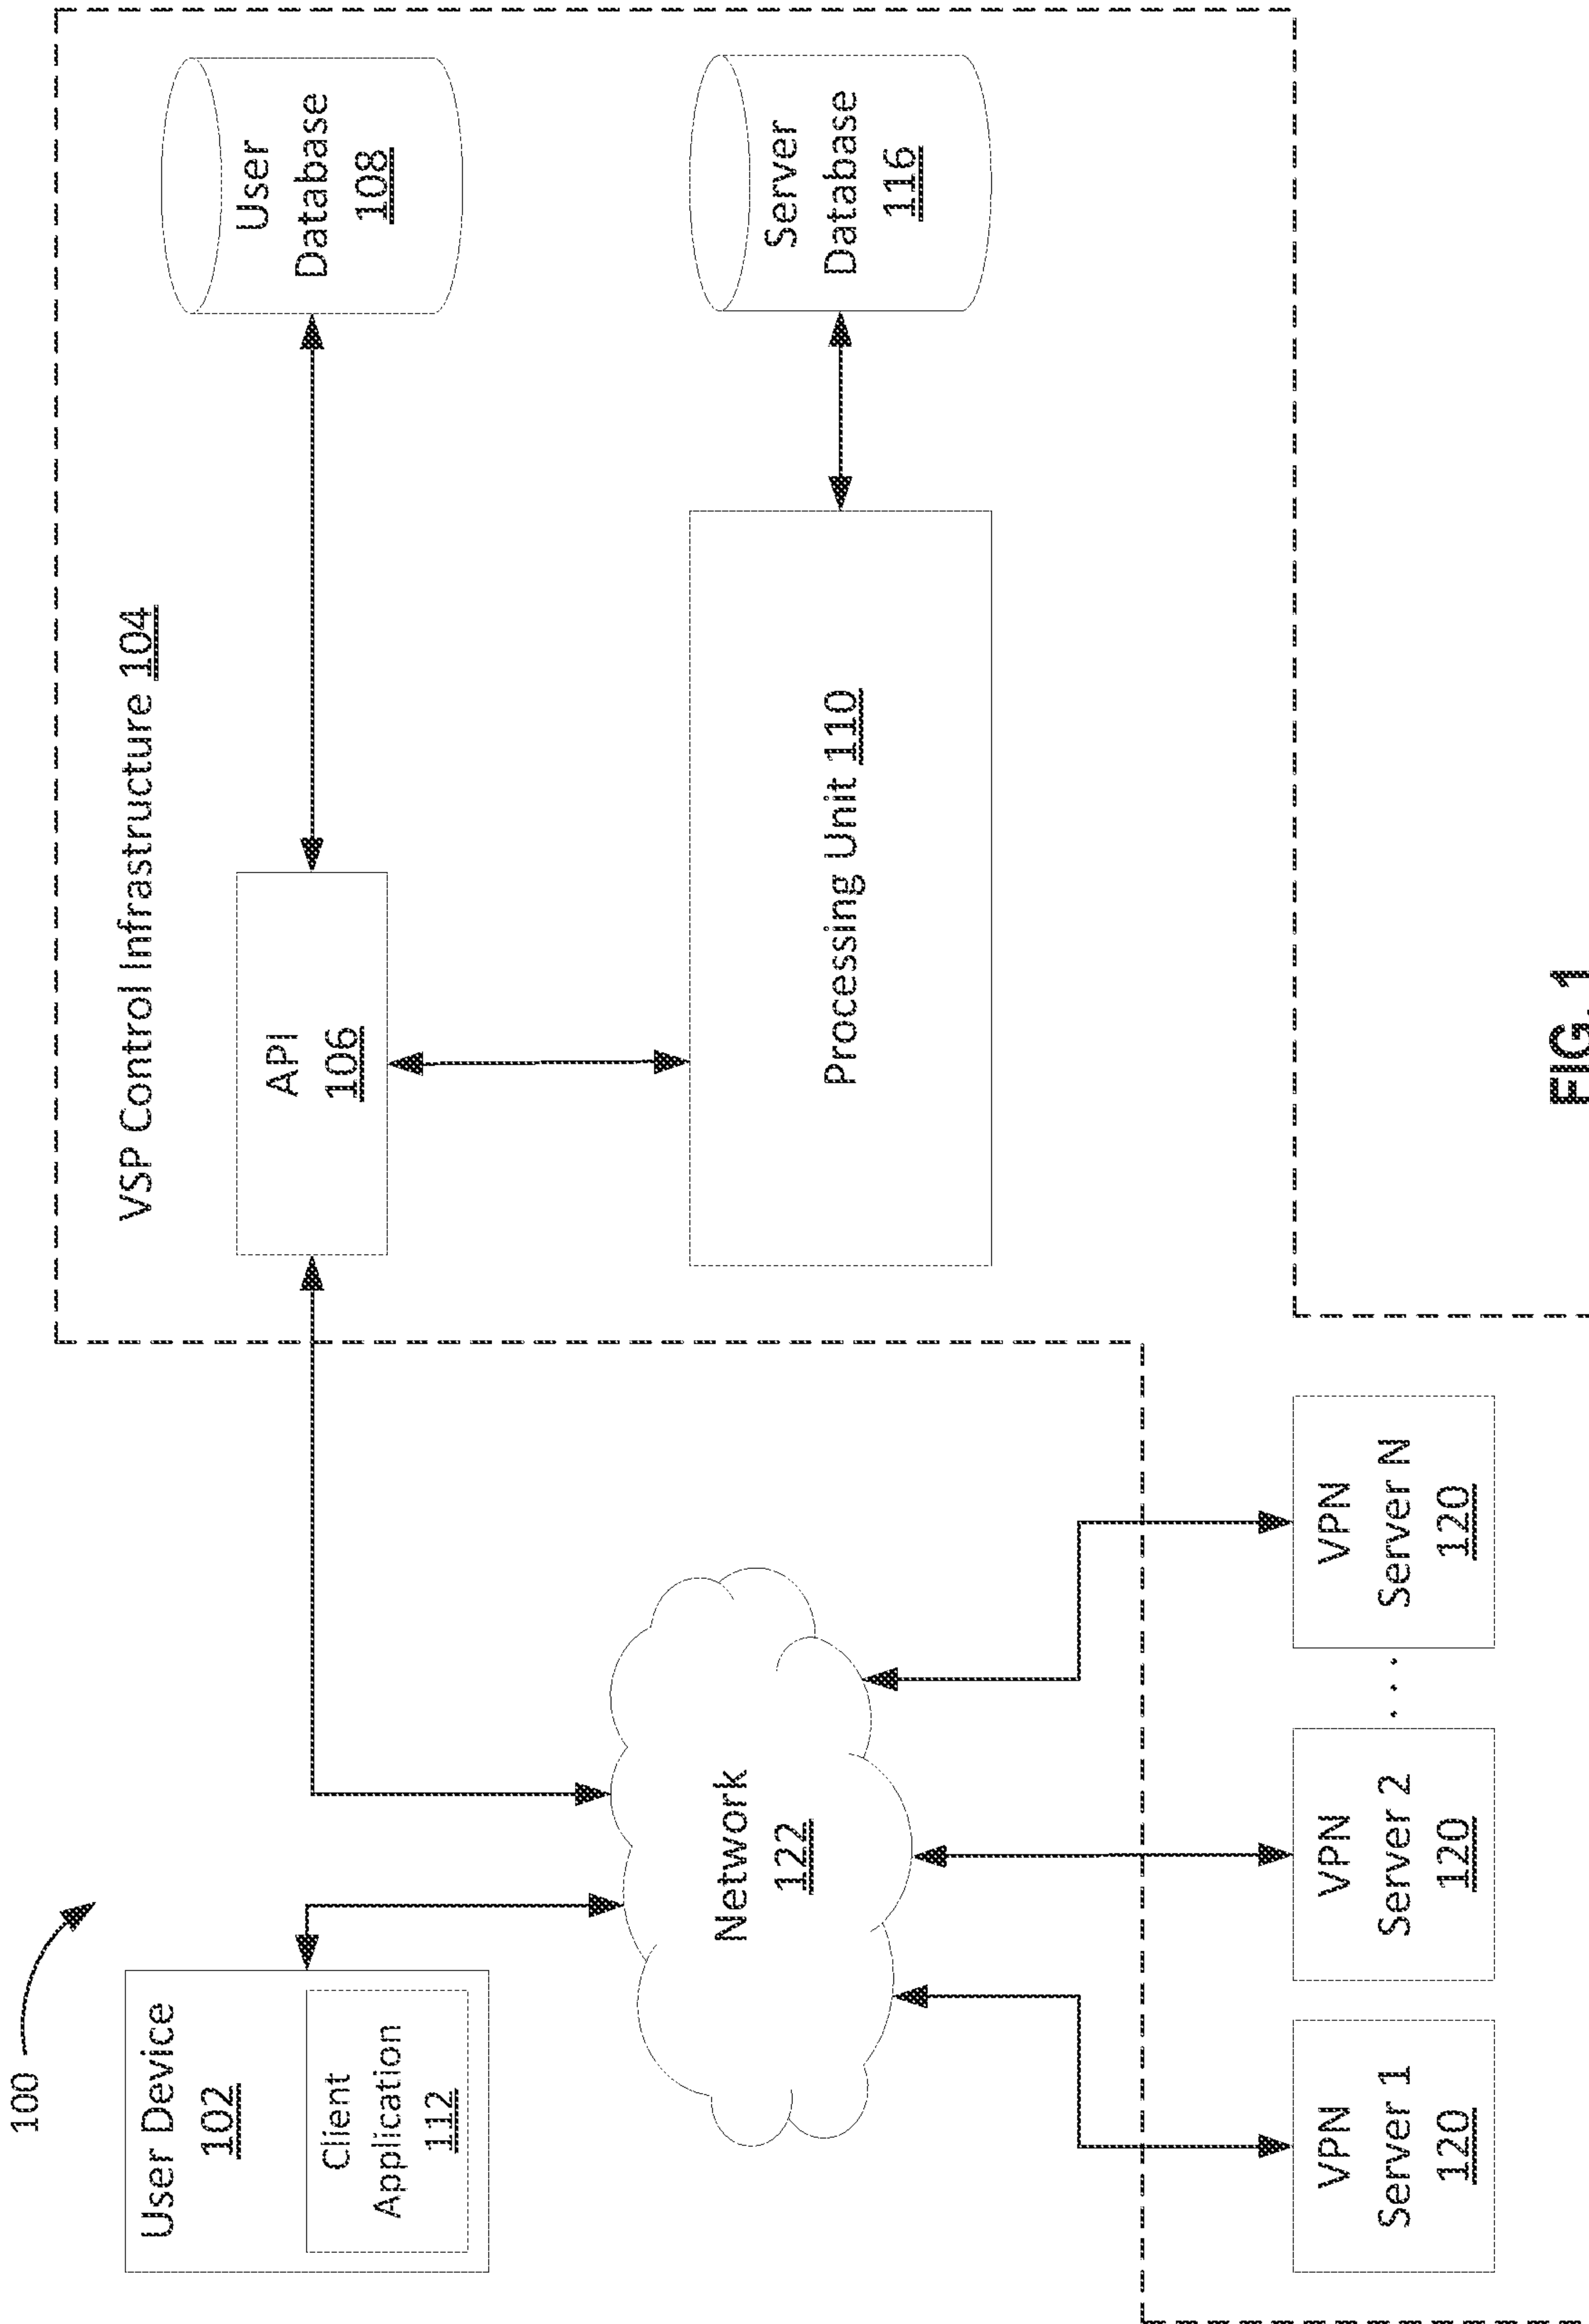 100
User Device
102
Client
Application
112
VSP Control Infrastructure 104
API
106
User
Database
108
Processing Unit 110
Server
Database
116
Network
122
VPN
Server 1
120
VPN
Server 2
120
. . .
VPN
Server N
120
FIG. 1